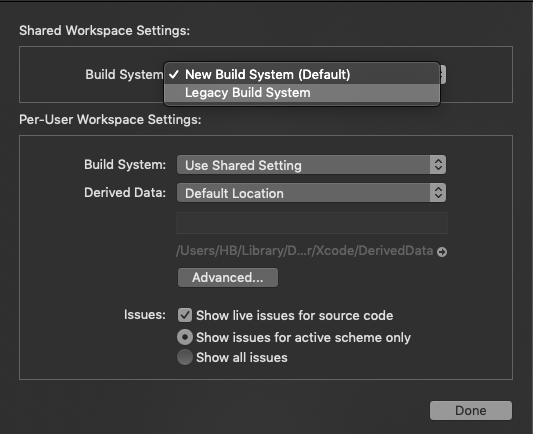 Shared Workspace Settings:
Build System ✓ New Build System (Default)
Legacy Build System
Per-User Workspace Settings:
Build System: Use Shared Setting
Derived Data: Default Location
/Users/HB/Library/D...r/Xcode/DerivedData
Advanced...
Issues: Show live issues for source code
Show issues for active scheme only
Show all issues
Done